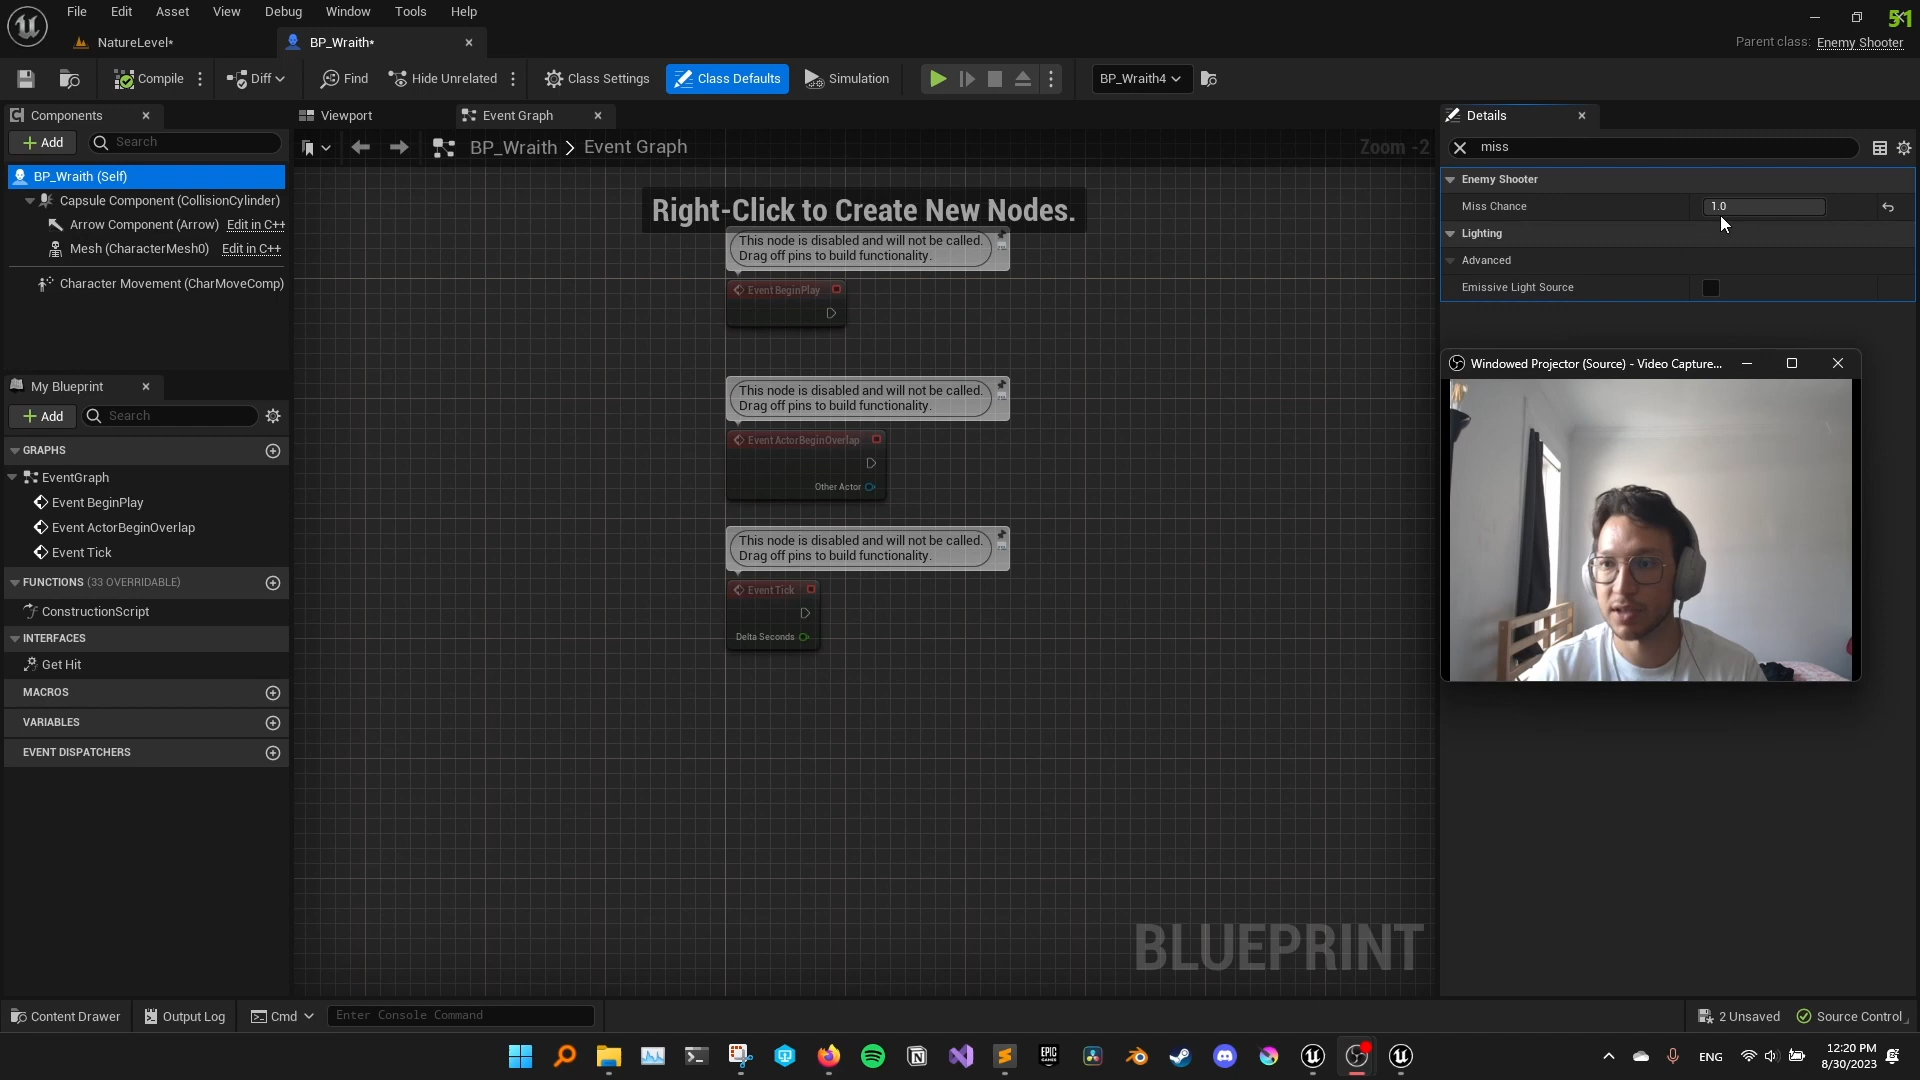 File Edit Asset View Debug Window Tools Help
51
NatureLevel*
BP_Wraith*
Parent class: Enemy Shooter
Compile
Diff
Find
Hide Unrelated
Class Settings
Class Defaults
Simulation
BP_Wraith4
Components
Add
Search
BP_Wraith (Self)
Capsule Component (CollisionCylinder)
Arrow Component (Arrow) Edit in C++
Mesh (CharacterMesh0) Edit in C++
Character Movement (CharMoveComp)
My Blueprint
Add
Search
GRAPHS
EventGraph
Event BeginPlay
Event ActorBeginOverlap
Event Tick
FUNCTIONS (33 OVERRIDABLE)
ConstructionScript
INTERFACES
Get Hit
MACROS
VARIABLES
EVENT DISPATCHERS
Viewport
Event Graph
BP_Wraith > Event Graph
Zoom -2
Right-Click to Create New Nodes.
This node is disabled and will not be called.
Drag off pins to build functionality.
Event BeginPlay
This node is disabled and will not be called.
Drag off pins to build functionality.
Event ActorBeginOverlap
Other Actor
This node is disabled and will not be called.
Drag off pins to build functionality.
Event Tick
Delta Seconds
BLUEPRINT
Details
miss
Enemy Shooter
Miss Chance 1.0
Lighting
Advanced
Emissive Light Source
Windowed Projector (Source) - Video Capture...
Content Drawer
Output Log
Cmd
Enter Console Command
2 Unsaved
Source Control
EPIC
GAMES
ENG
12:20 PM
8/30/2023